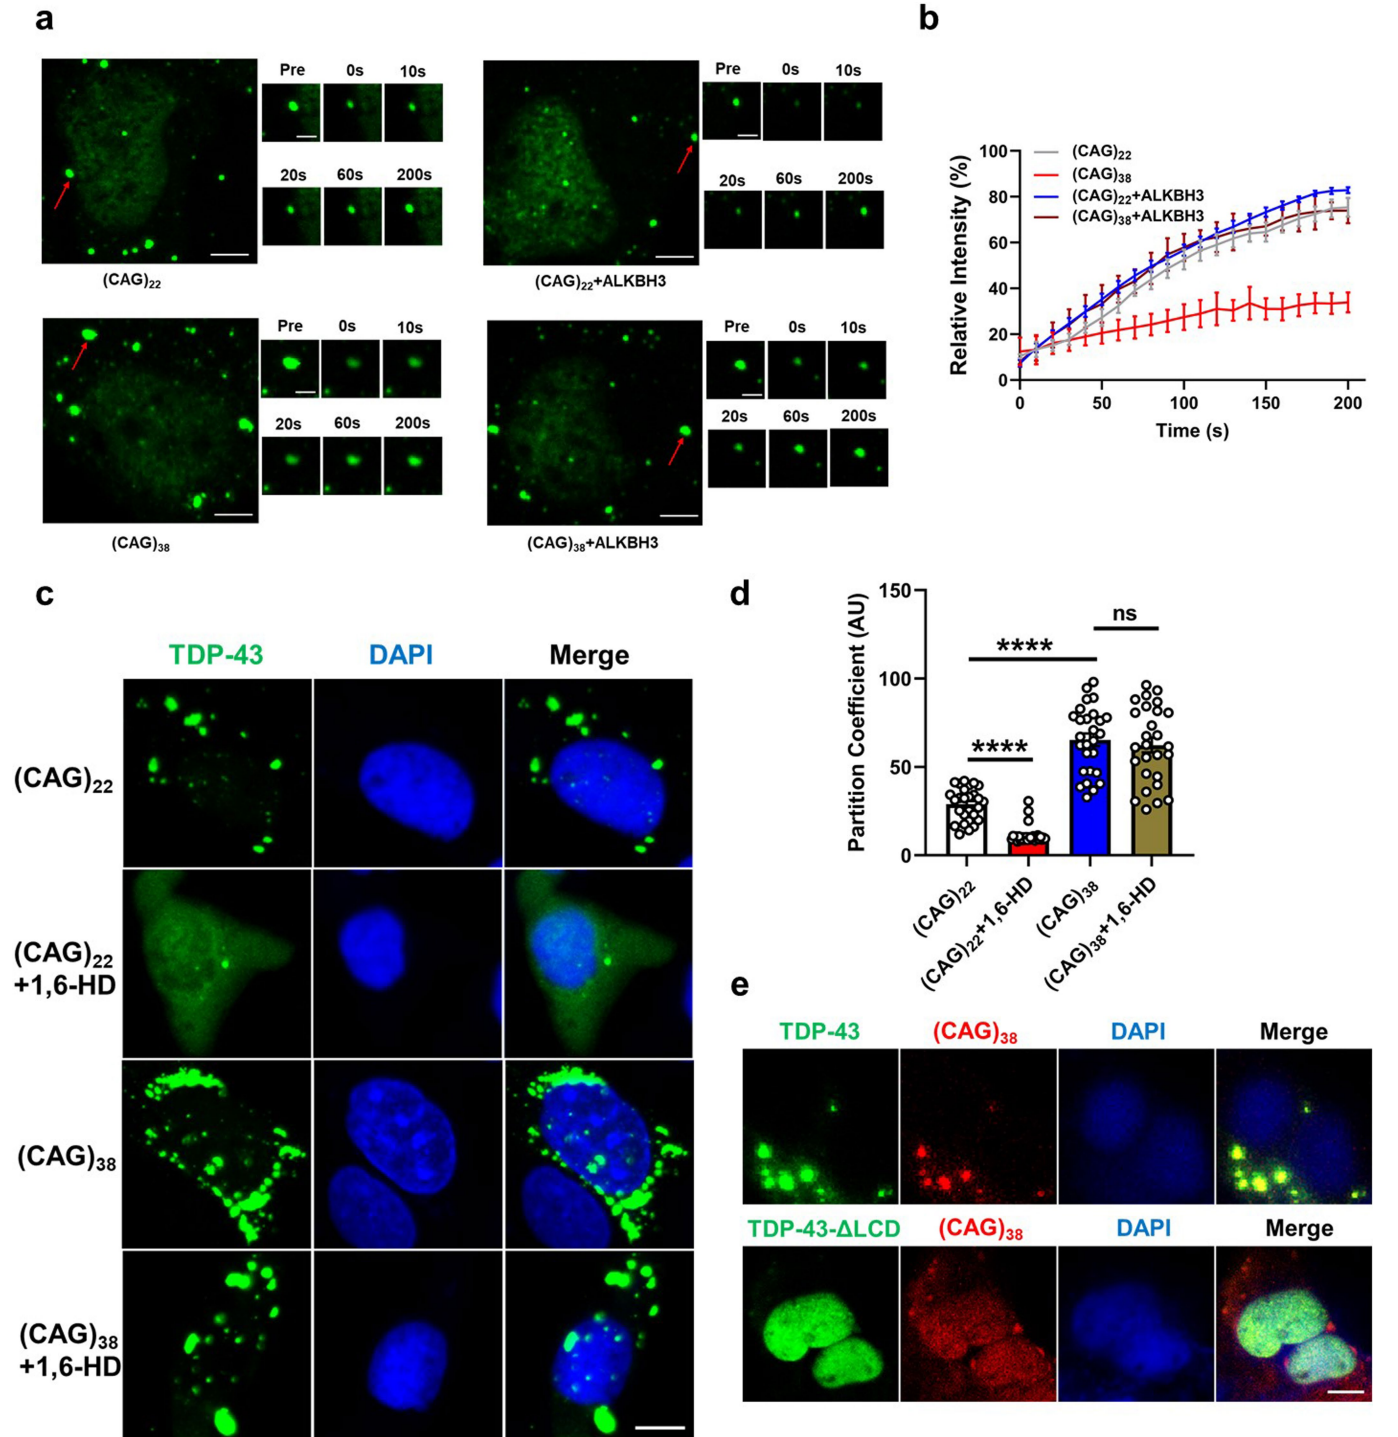 a
Pre 0s 10s
20s 60s 200s
(CAG)22
Pre 0s 10s
20s 60s 200s
(CAG)22+ALKBH3
Pre 0s 10s
20s 60s 200s
(CAG)38
Pre 0s 10s
20s 60s 200s
(CAG)38+ALKBH3
b
Relative Intensity (%)
100
80
60
40
20
0
(CAG)22
(CAG)38
(CAG)22+ALKBH3
(CAG)38+ALKBH3
0 50 100 150 200
Time (s)
c
TDP-43 DAPI Merge
(CAG)22
(CAG)22
+1,6-HD
(CAG)38
(CAG)38
+1,6-HD
d
Partition Coefficient (AU)
150
100
50
0
****
****
ns
(CAG)22
(CAG)22+1,6-HD
(CAG)38
(CAG)38+1,6-HD
e
TDP-43 (CAG)38 DAPI Merge
TDP-43-ΔLCD (CAG)38 DAPI Merge